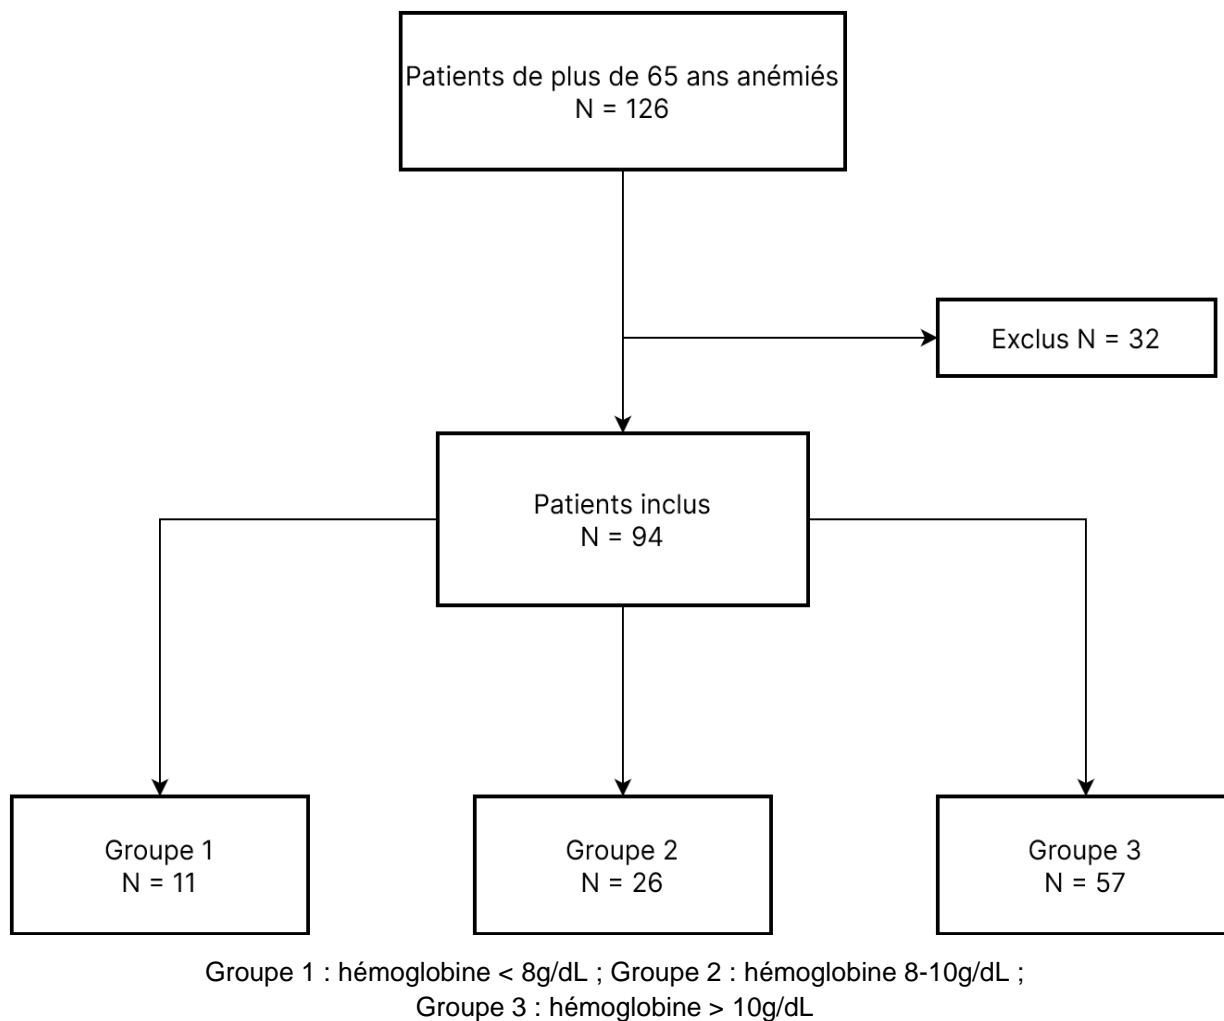 Patients de plus de 65 ans anémiés
N = 126
Exclus N = 32
Patients inclus
N = 94
Groupe 1
N = 11
Groupe 2
N = 26
Groupe 3
N = 57
Groupe 1 : hémoglobine < 8g/dL ; Groupe 2 : hémoglobine 8-10g/dL ;
Groupe 3 : hémoglobine > 10g/dL